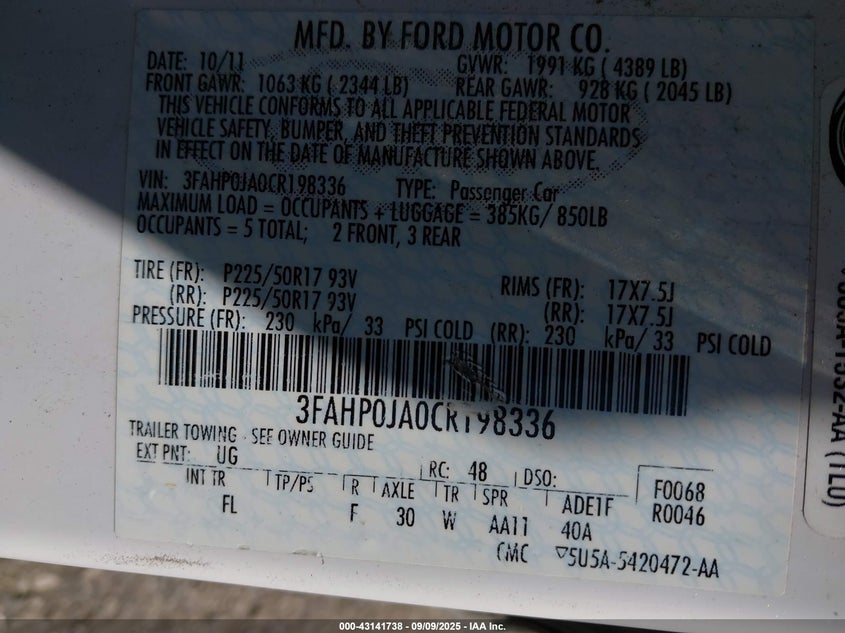 MFD. BY FORD MOTOR CO.
DATE: 10/11 GVWR: 1991 KG ( 4389 LB)
FRONT GAWR: 1063 KG ( 2344 LB) REAR GAWR: 928 KG ( 2045 LB)
THIS VEHICLE CONFORMS TO ALL APPLICABLE FEDERAL MOTOR
VEHICLE SAFETY, BUMPER, AND THEFT PREVENTION STANDARDS
IN EFFECT ON THE DATE OF MANUFACTURE SHOWN ABOVE.
VIN: 3FAHP0JA0CR198336 TYPE: Passenger Car
MAXIMUM LOAD = OCCUPANTS + LUGGAGE = 385KG/ 850LB
OCCUPANTS = 5 TOTAL; 2 FRONT, 3 REAR
TIRE (FR): P225/50R17 93V RIMS (FR): 17X7.5J
(RR): P225/50R17 93V (RR): 17X7.5J
PRESSURE (FR): 230 kPa/ 33 PSI COLD (RR): 230 kPa/ 33 PSI COLD
3FAHP0JA0CR198336
TRAILER TOWING - SEE OWNER GUIDE
EXT PNT: UG RC: 48 DSO: F0068
INT TR TP/PS R AXLE TR SPR ADE1F R0046
FL F 30 W AA11 40A
CMC 5U5A-5420472-AA
000-43141738 - 09/09/2025 - IAA Inc.